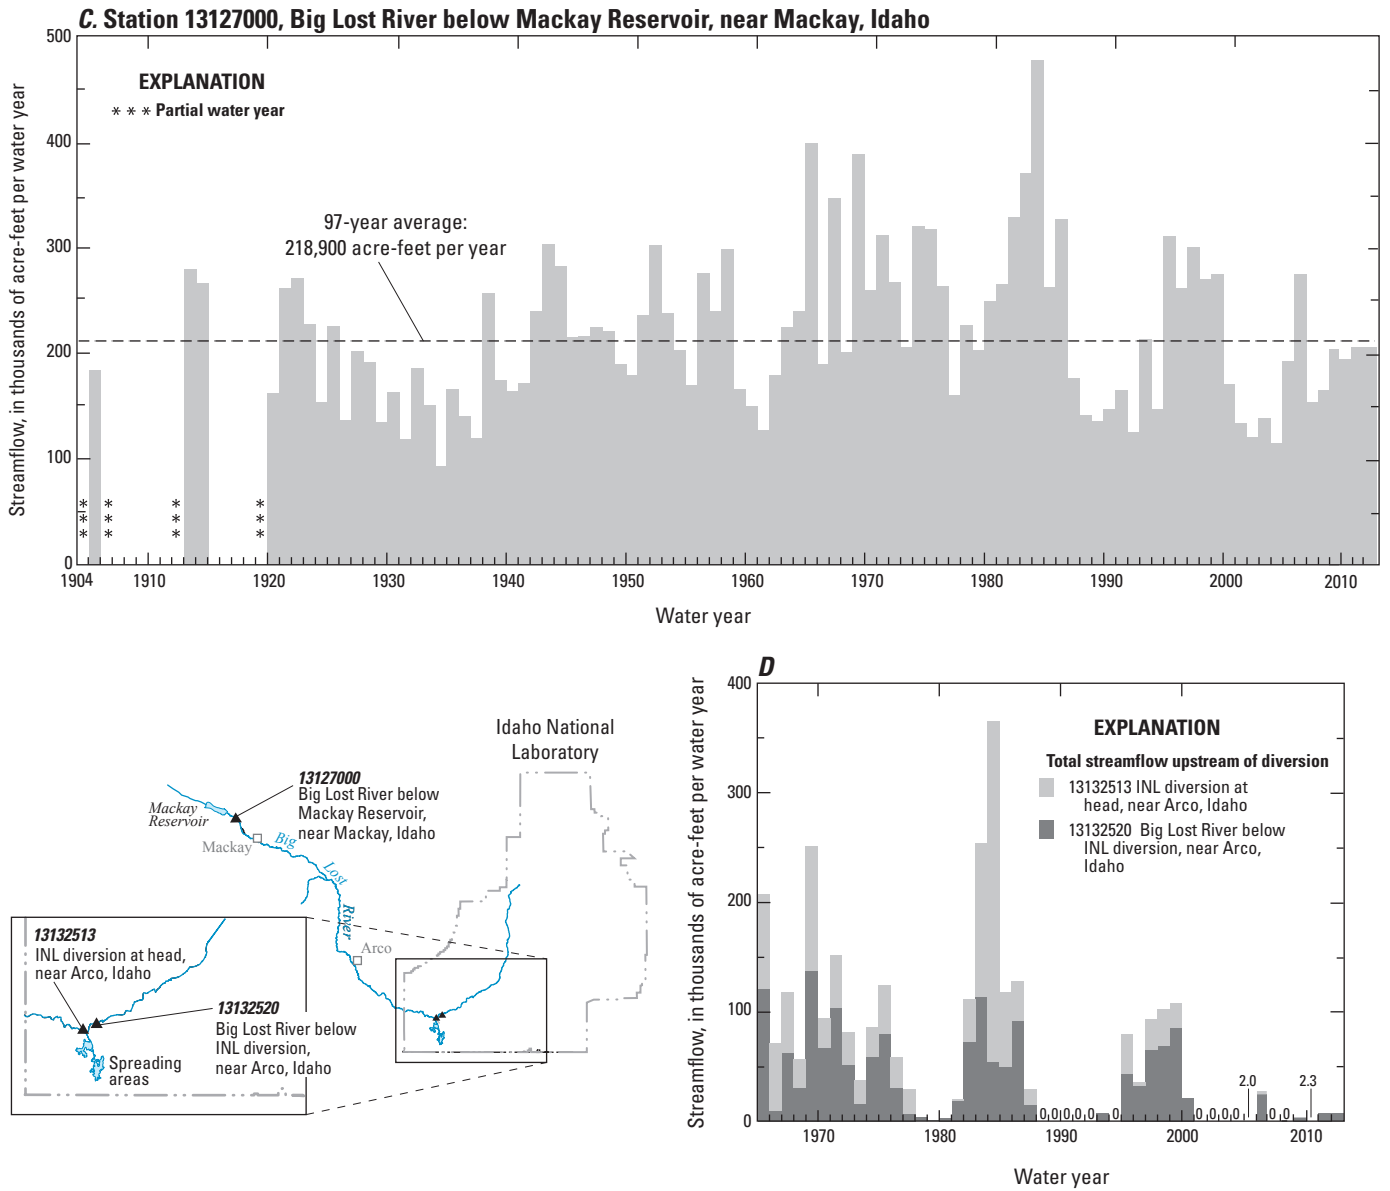 C. Station 13127000, Big Lost River below Mackay Reservoir, near Mackay, Idaho
Streamflow, in thousands of acre-feet per water year
500
400
300
200
100
0
EXPLANATION
* * * Partial water year
97-year average:
218,900 acre-feet per year
* * *
* * *
* * *
* * *
1904
1910
1920
1930
1940
1950
1960
1970
1980
1990
2000
2010
Water year
Idaho National
Laboratory
13127000
Big Lost River below
Mackay Reservoir,
near Mackay, Idaho
Mackay
Reservoir
Mackay
Big
Lost
River
Arco
13132513
INL diversion at head,
near Arco, Idaho
13132520
Big Lost River below
INL diversion,
near Arco, Idaho
Spreading
areas
D
Streamflow, in thousands of acre-feet per water year
400
300
200
100
0
EXPLANATION
Total streamflow upstream of diversion
13132513 INL diversion at
head, near Arco, Idaho
13132520 Big Lost River below
INL diversion, near Arco,
Idaho
0 0 0 0 0
0
0 0 0 0
2.0
0 0
2.3
1970
1980
1990
2000
2010
Water year